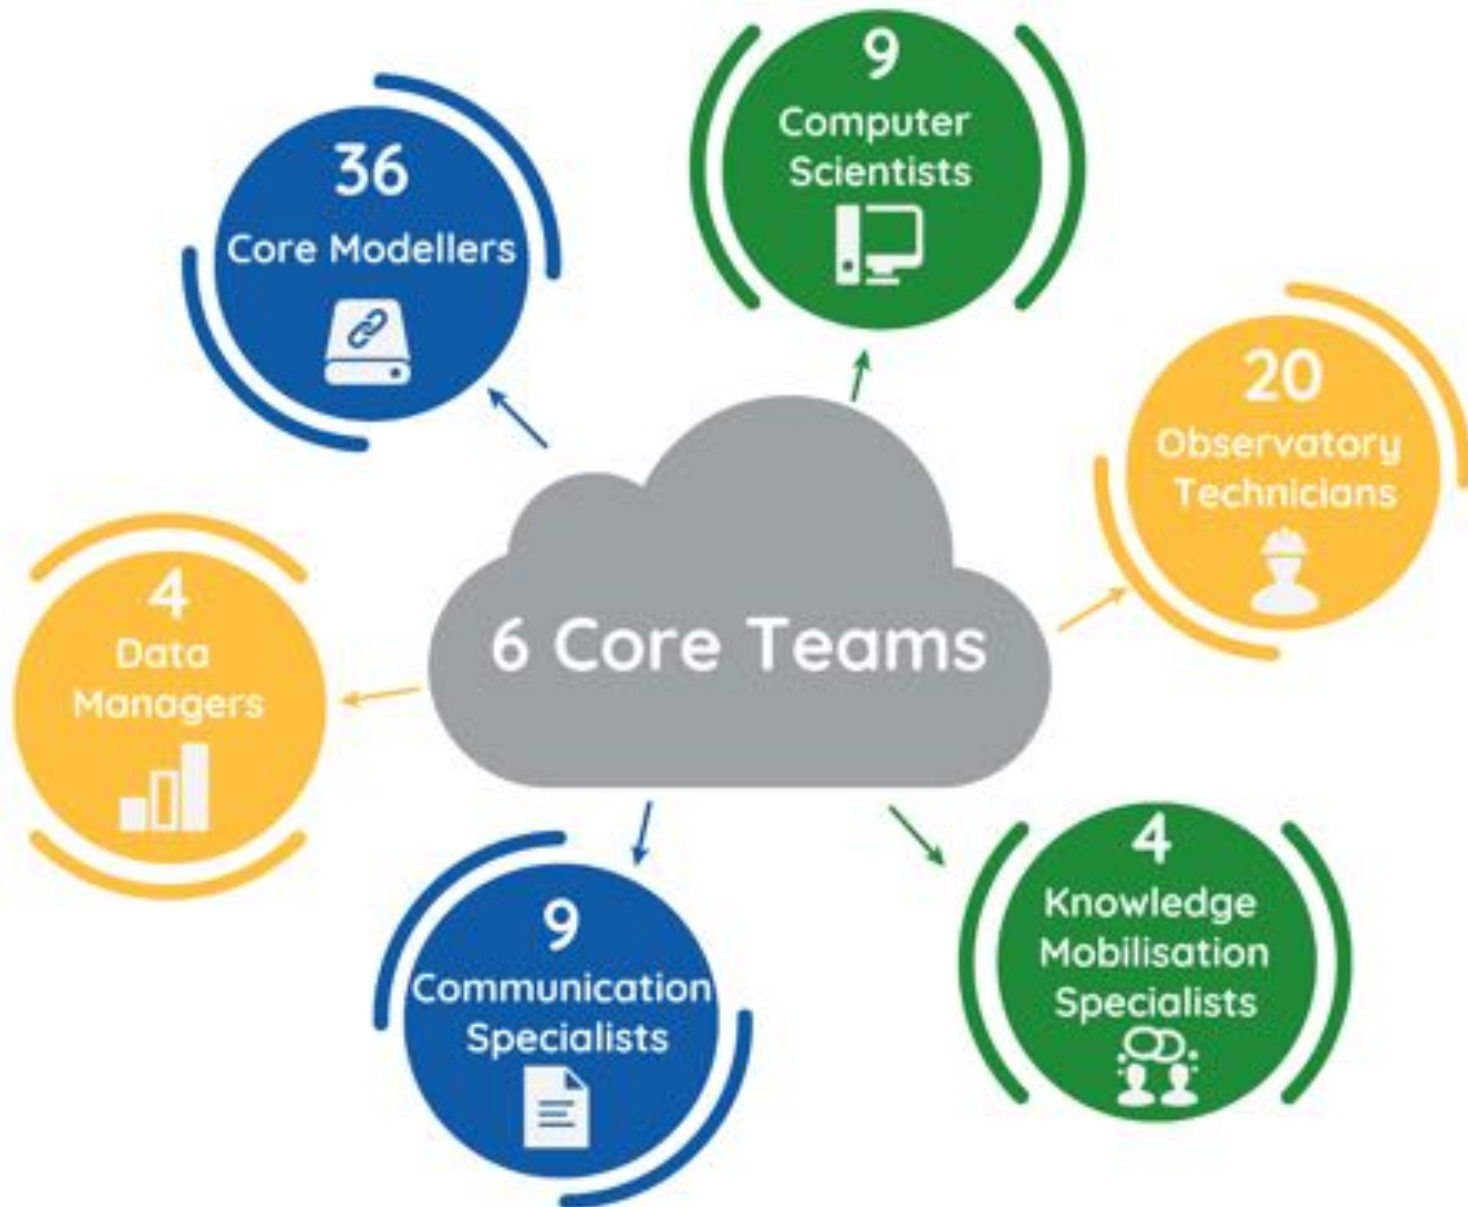 9
Computer
Scientists
36
Core Modellers
20
Observatory
Technicians
6 Core Teams
4
Data
Managers
9
Communication
Specialists
4
Knowledge
Mobilisation
Specialists